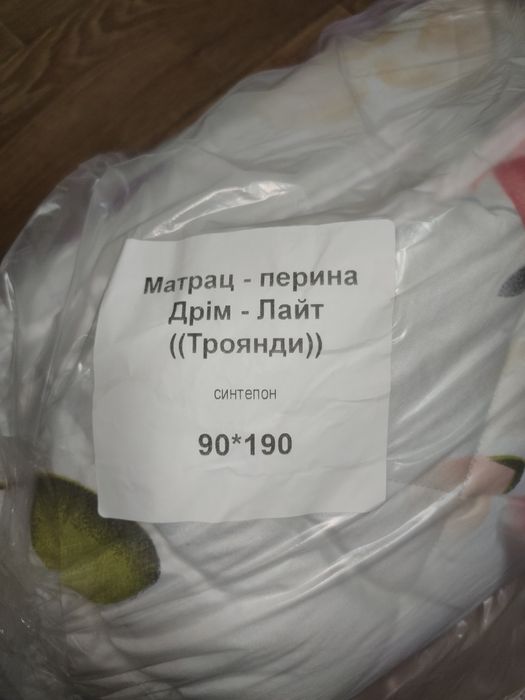 Матрац - перина
Дрім - Лайт
((Троянди))
синтепон
90*190